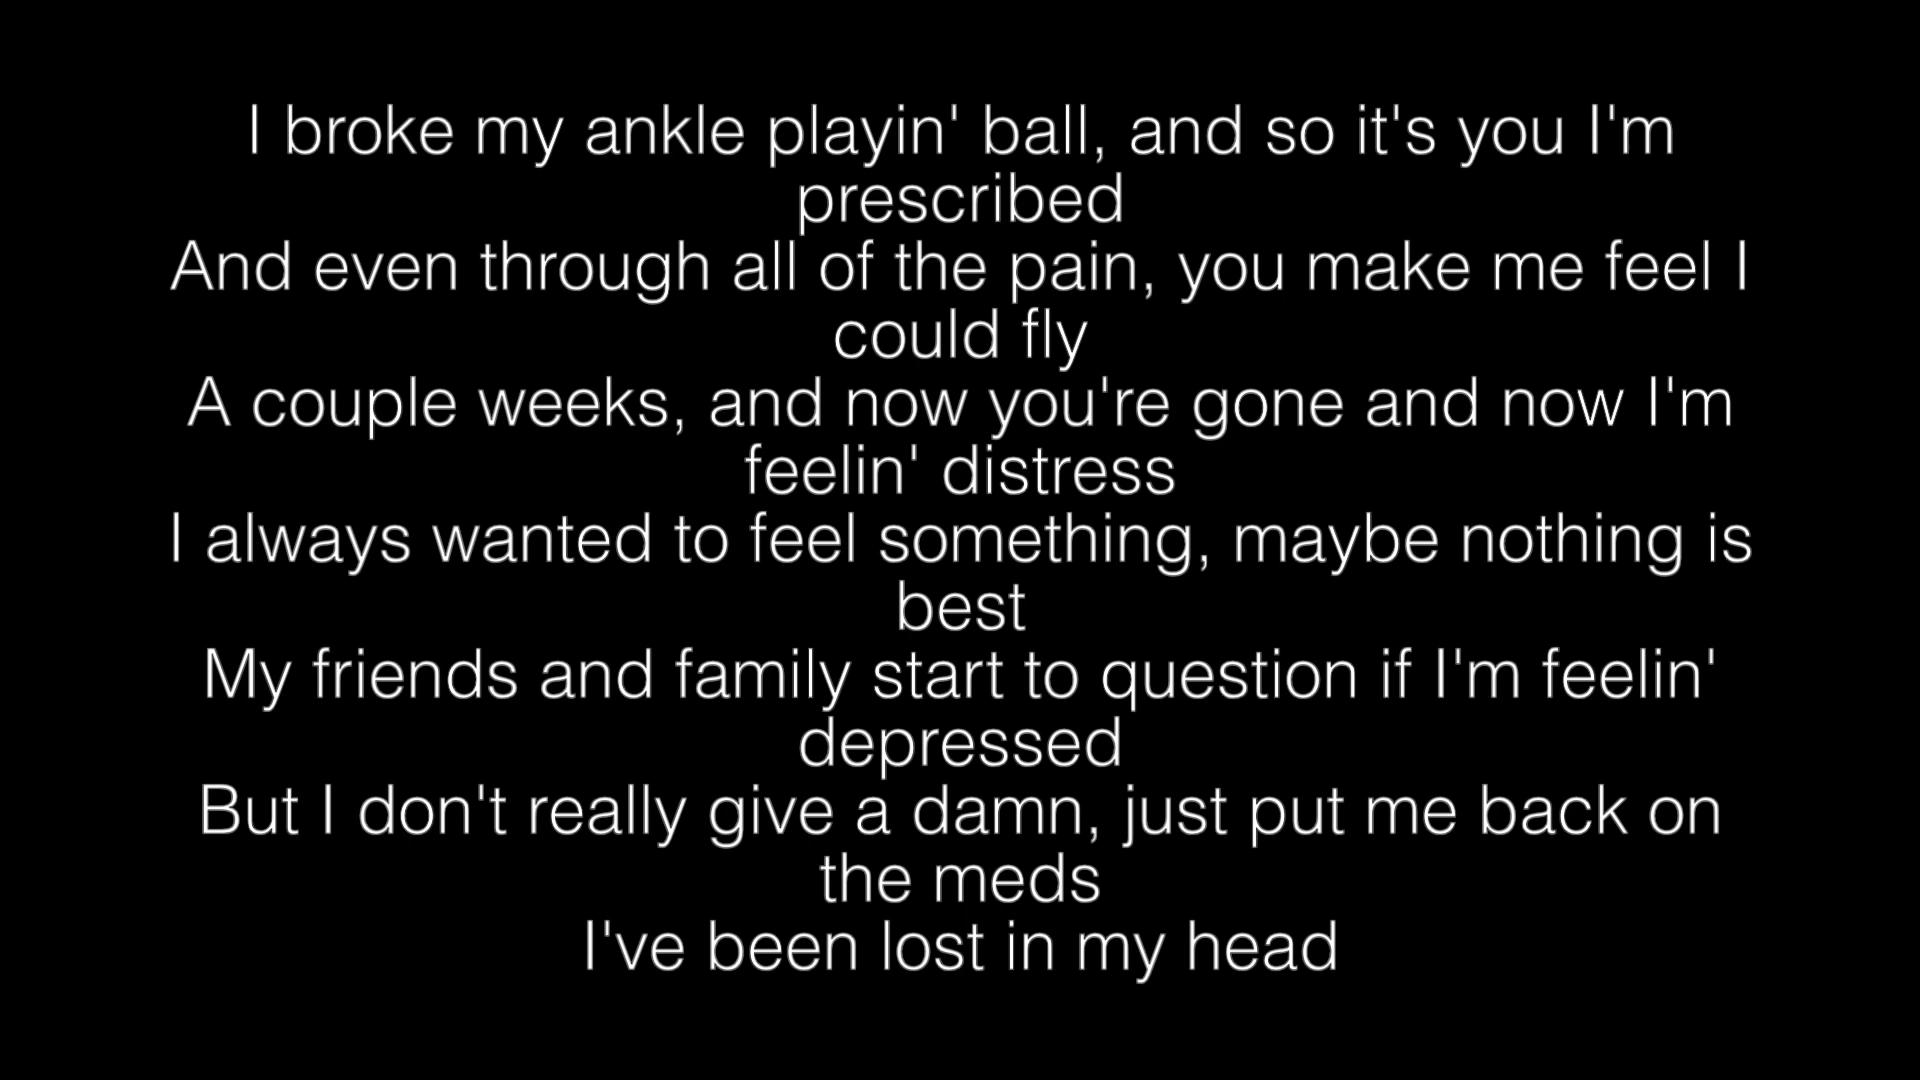 I broke my ankle playin' ball, and so it's you I'm
prescribed
And even through all of the pain, you make me feel I
could fly
A couple weeks, and now you're gone and now I'm
feelin' distress
I always wanted to feel something, maybe nothing is
best
My friends and family start to question if I'm feelin'
depressed
But I don't really give a damn, just put me back on
the meds
I've been lost in my head